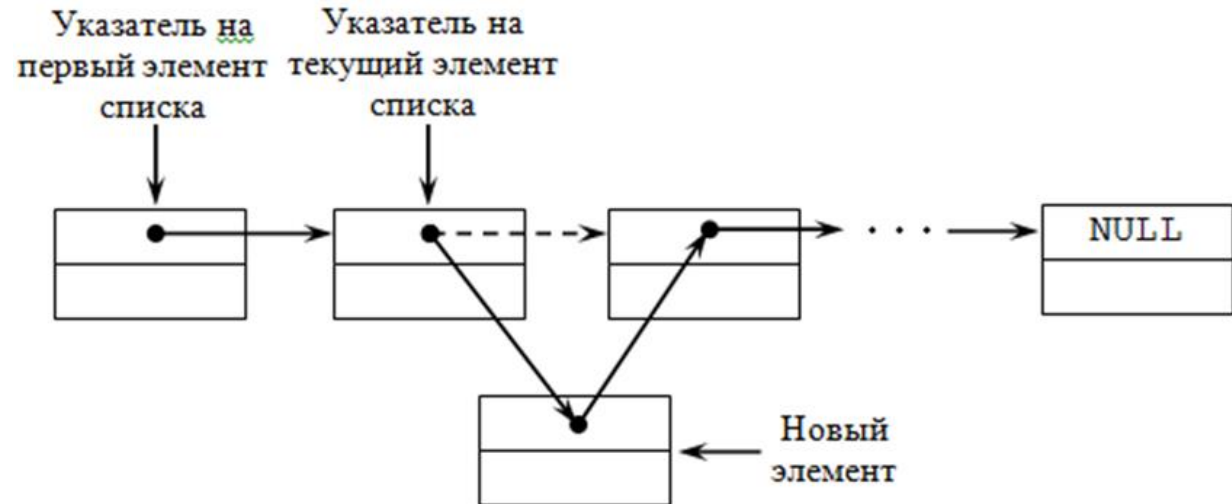 Указатель на
первый элемент
списка
Указатель на
текущий элемент
списка
NULL
Новый
элемент